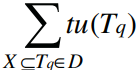 ∑ tu(T_q)
X ⊆ T_q ∈ D